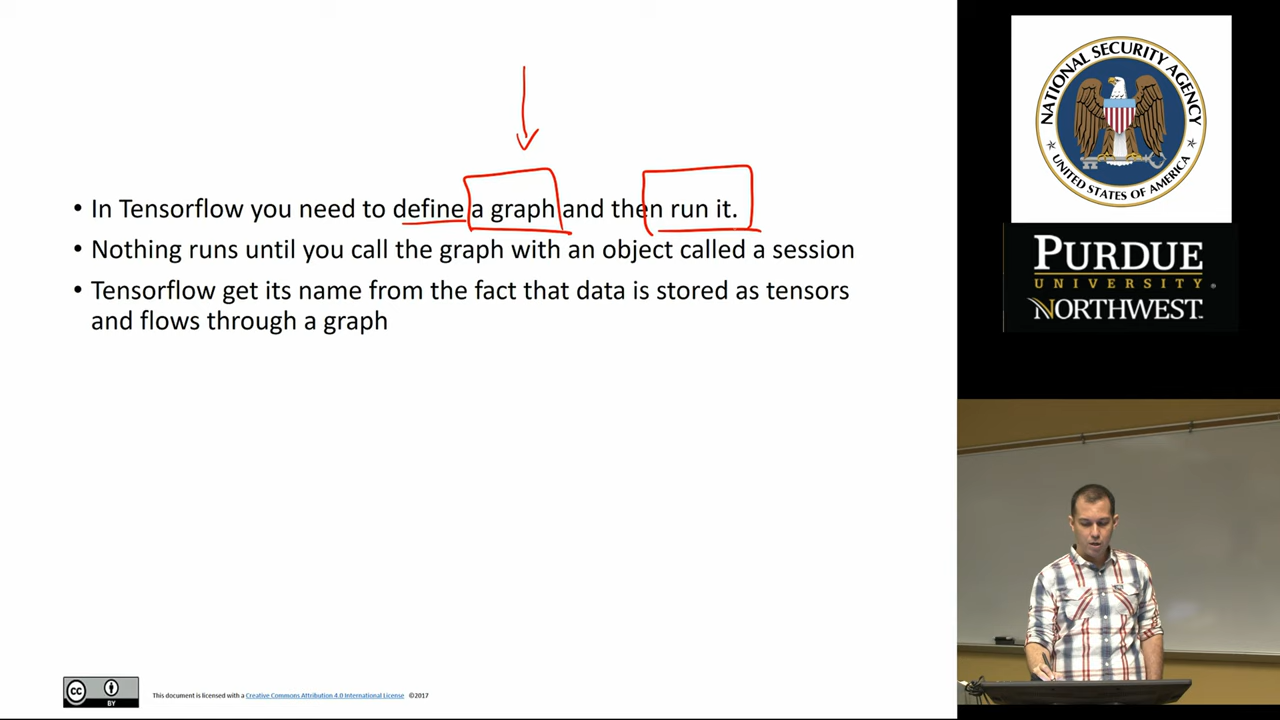 • In Tensorflow you need to define a graph and then run it.
• Nothing runs until you call the graph with an object called a session
• Tensorflow get its name from the fact that data is stored as tensors
and flows through a graph
NATIONAL SECURITY AGENCY
UNITED STATES OF AMERICA
PURDUE
UNIVERSITY
NORTHWEST
cc
BY
This document is licensed with a Creative Commons Attribution 4.0 International License ©2017